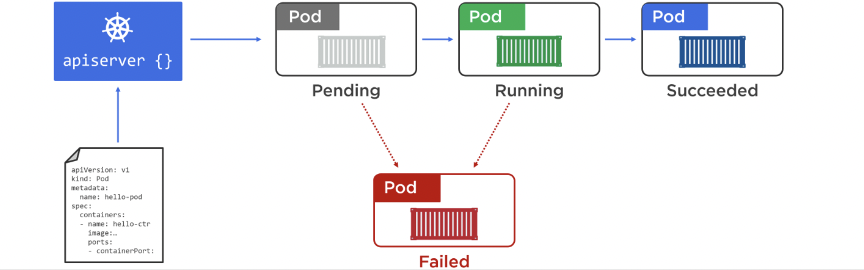 apiserver {}
Pod
Pending
Pod
Running
Pod
Succeeded
Pod
Failed
apiVersion: v1
kind: Pod
metadata:
  name: hello-pod
spec:
  containers:
  - name: hello-ctr
    image:…
    ports:
    - containerPort: